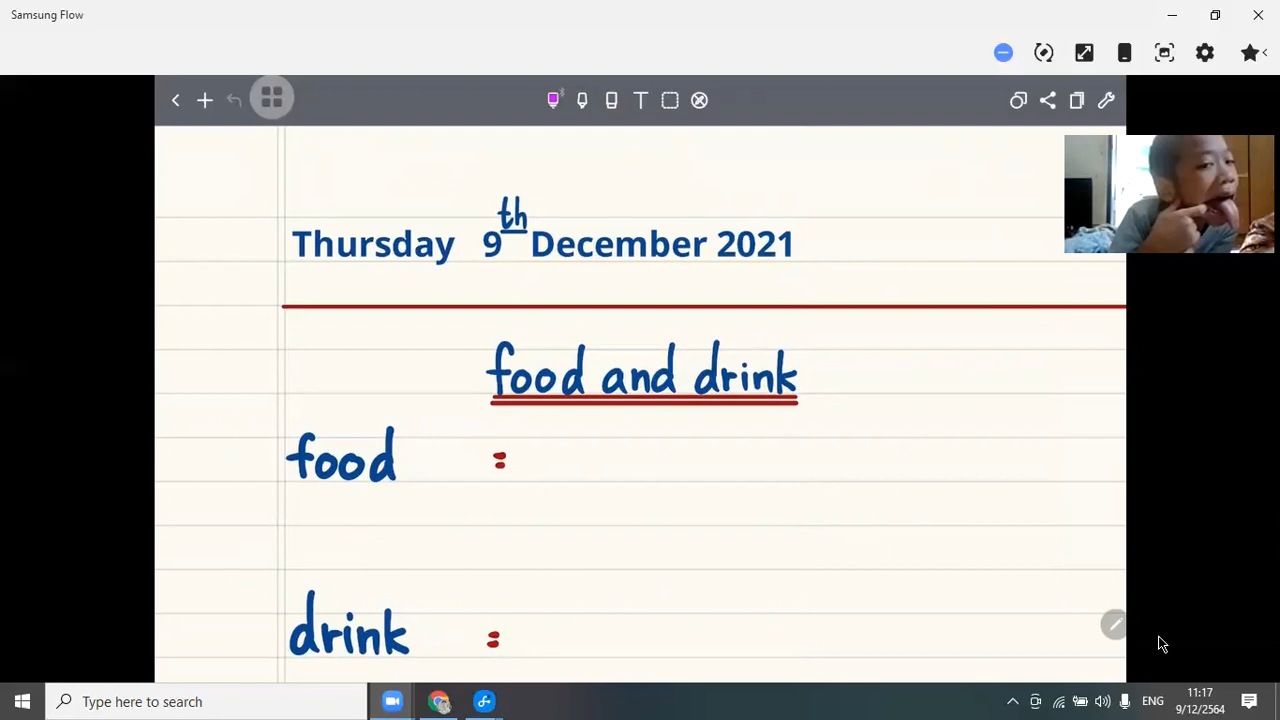 Samsung Flow
Thursday 9th December 2021
food and drink
food :
drink :
Type here to search
ENG
11:17
9/12/2564